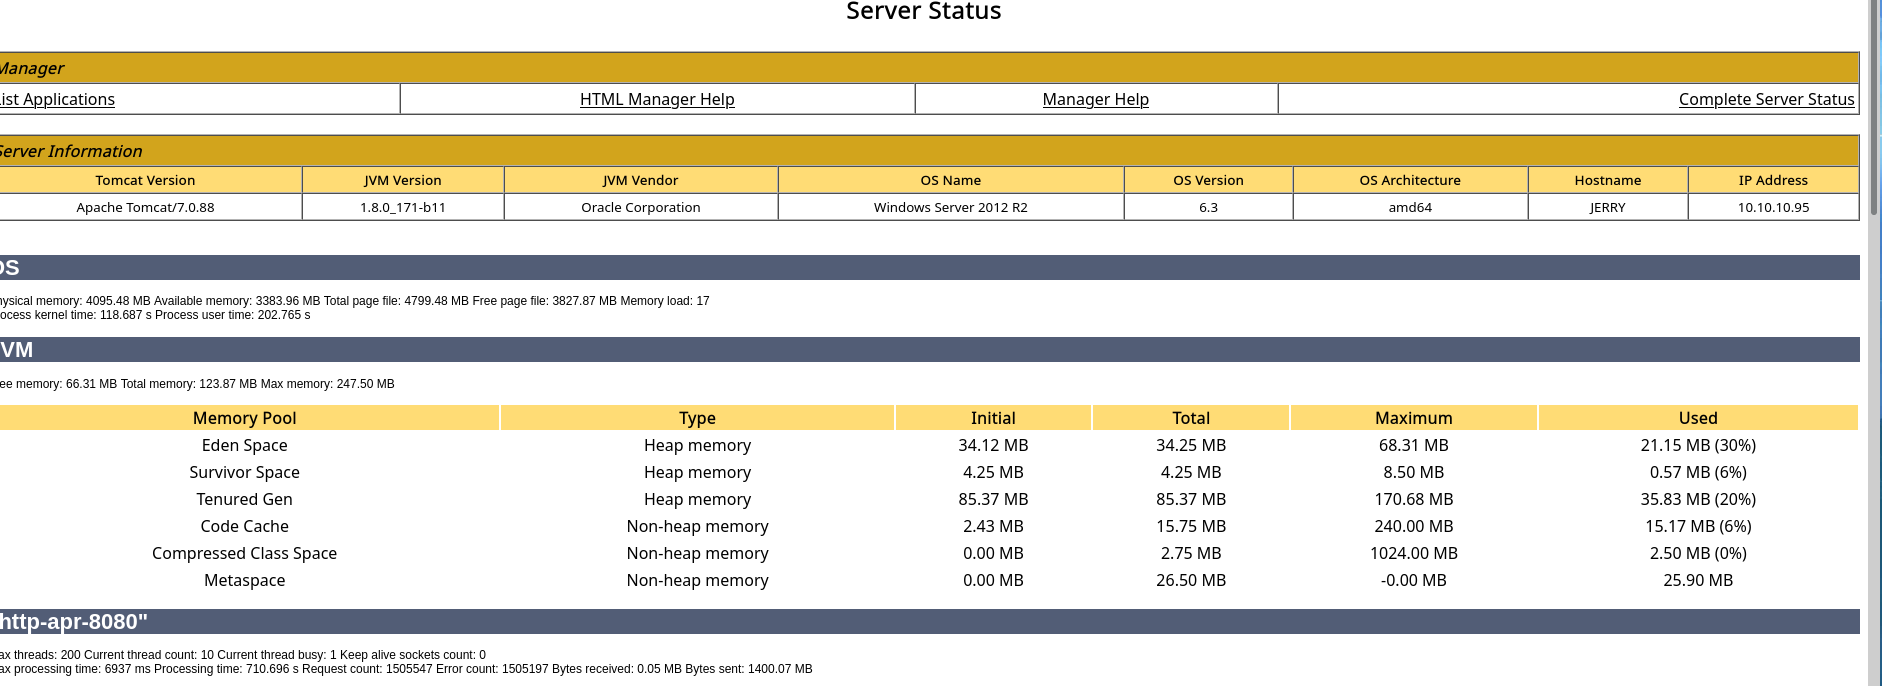 Server Status
Manager
List Applications HTML Manager Help Manager Help Complete Server Status
Server Information
Tomcat Version JVM Version JVM Vendor OS Name OS Version OS Architecture Hostname IP Address
Apache Tomcat/7.0.88 1.8.0_171-b11 Oracle Corporation Windows Server 2012 R2 6.3 amd64 JERRY 10.10.10.95
OS
hysical memory: 4095.48 MB Available memory: 3383.96 MB Total page file: 4799.48 MB Free page file: 3827.87 MB Memory load: 17
ocess kernel time: 118.687 s Process user time: 202.765 s
VM
ee memory: 66.31 MB Total memory: 123.87 MB Max memory: 247.50 MB
Memory Pool Type Initial Total Maximum Used
Eden Space Heap memory 34.12 MB 34.25 MB 68.31 MB 21.15 MB (30%)
Survivor Space Heap memory 4.25 MB 4.25 MB 8.50 MB 0.57 MB (6%)
Tenured Gen Heap memory 85.37 MB 85.37 MB 170.68 MB 35.83 MB (20%)
Code Cache Non-heap memory 2.43 MB 15.75 MB 240.00 MB 15.17 MB (6%)
Compressed Class Space Non-heap memory 0.00 MB 2.75 MB 1024.00 MB 2.50 MB (0%)
Metaspace Non-heap memory 0.00 MB 26.50 MB -0.00 MB 25.90 MB
http-apr-8080"
ax threads: 200 Current thread count: 10 Current thread busy: 1 Keep alive sockets count: 0
ax processing time: 6937 ms Processing time: 710.696 s Request count: 1505547 Error count: 1505197 Bytes received: 0.05 MB Bytes sent: 1400.07 MB